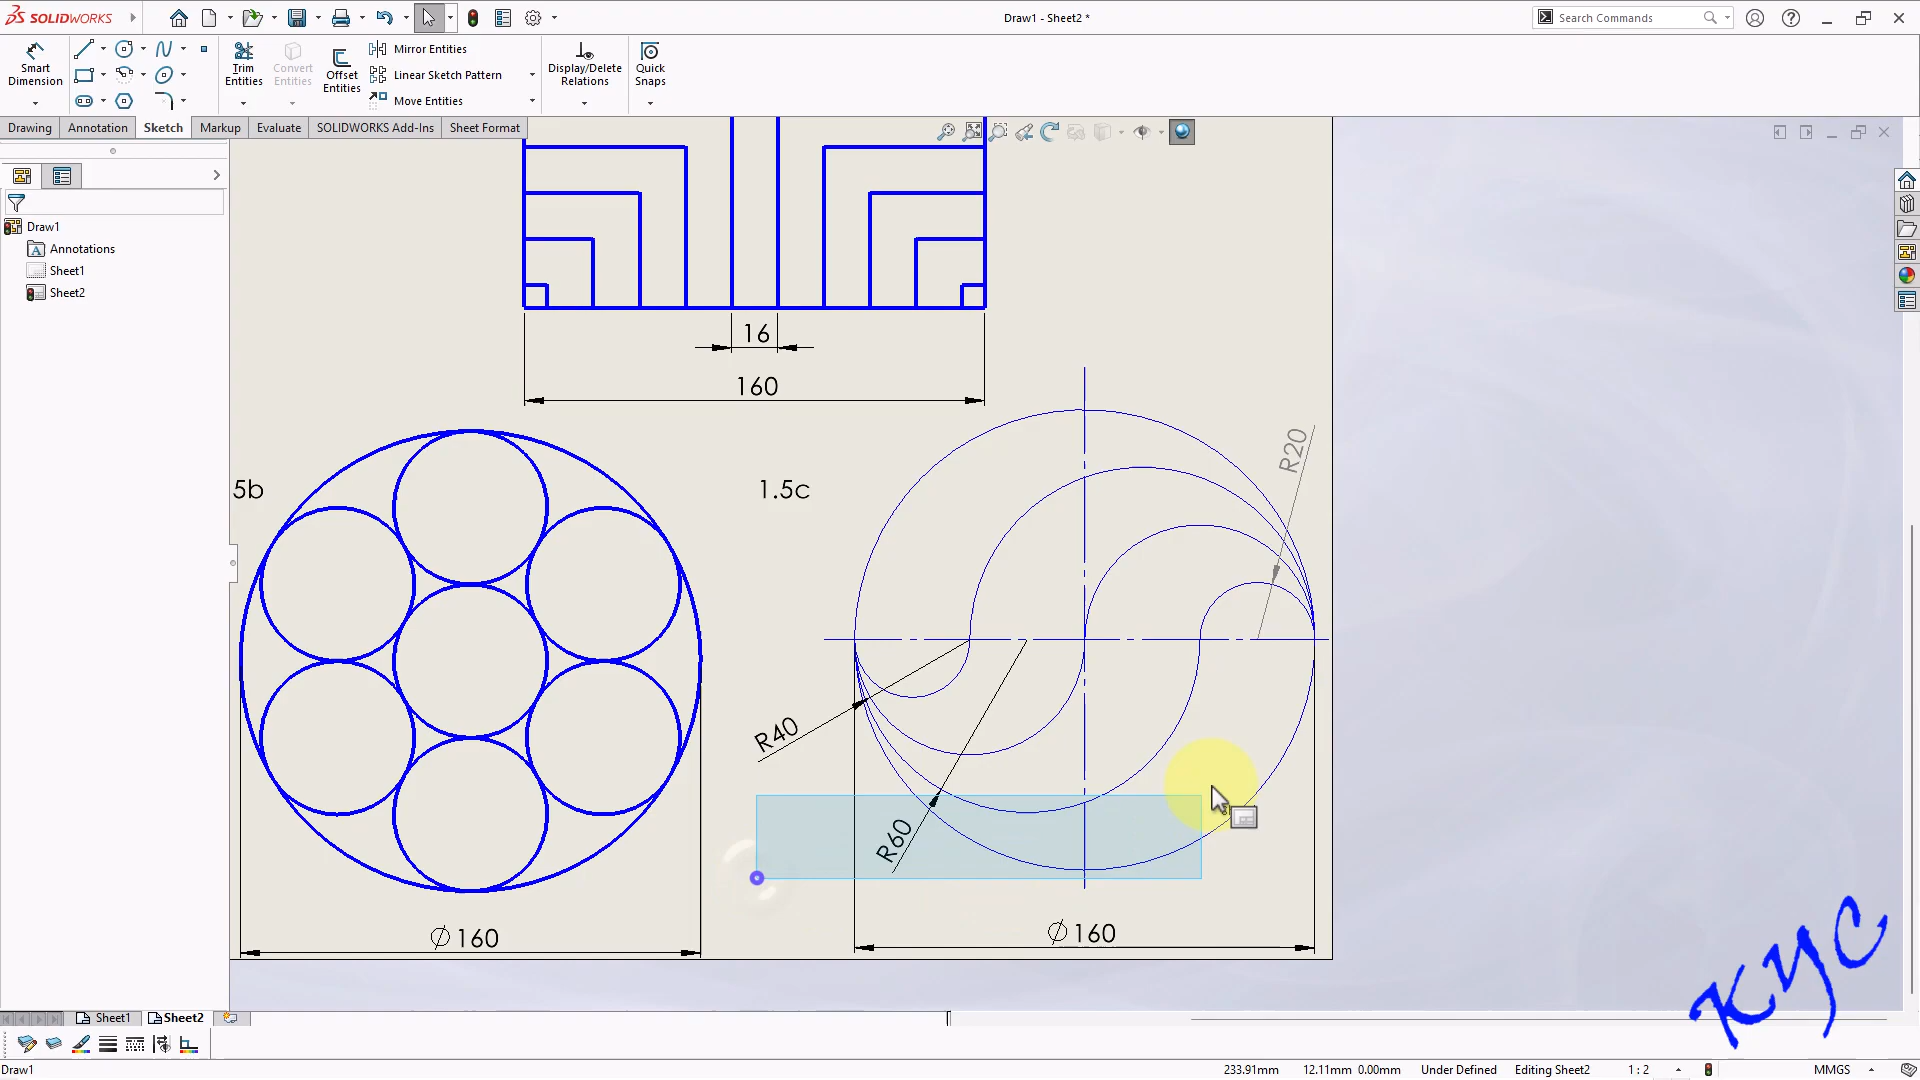 SOLIDWORKS
Draw1 - Sheet2 *
Search Commands
Smart Dimension
Trim Entities
Convert Entities
Offset Entities
Mirror Entities
Linear Sketch Pattern
Move Entities
Display/Delete Relations
Quick Snaps
Drawing
Annotation
Sketch
Markup
Evaluate
SOLIDWORKS Add-Ins
Sheet Format
Draw1
Annotations
Sheet1
Sheet2
16
160
R20
5b
1.5c
R40
R60
∅160
∅160
KYC
Sheet1
Sheet2
Draw1
233.91mm
12.11mm
0.00mm
Under Defined
Editing Sheet2
1 : 2
MMGS